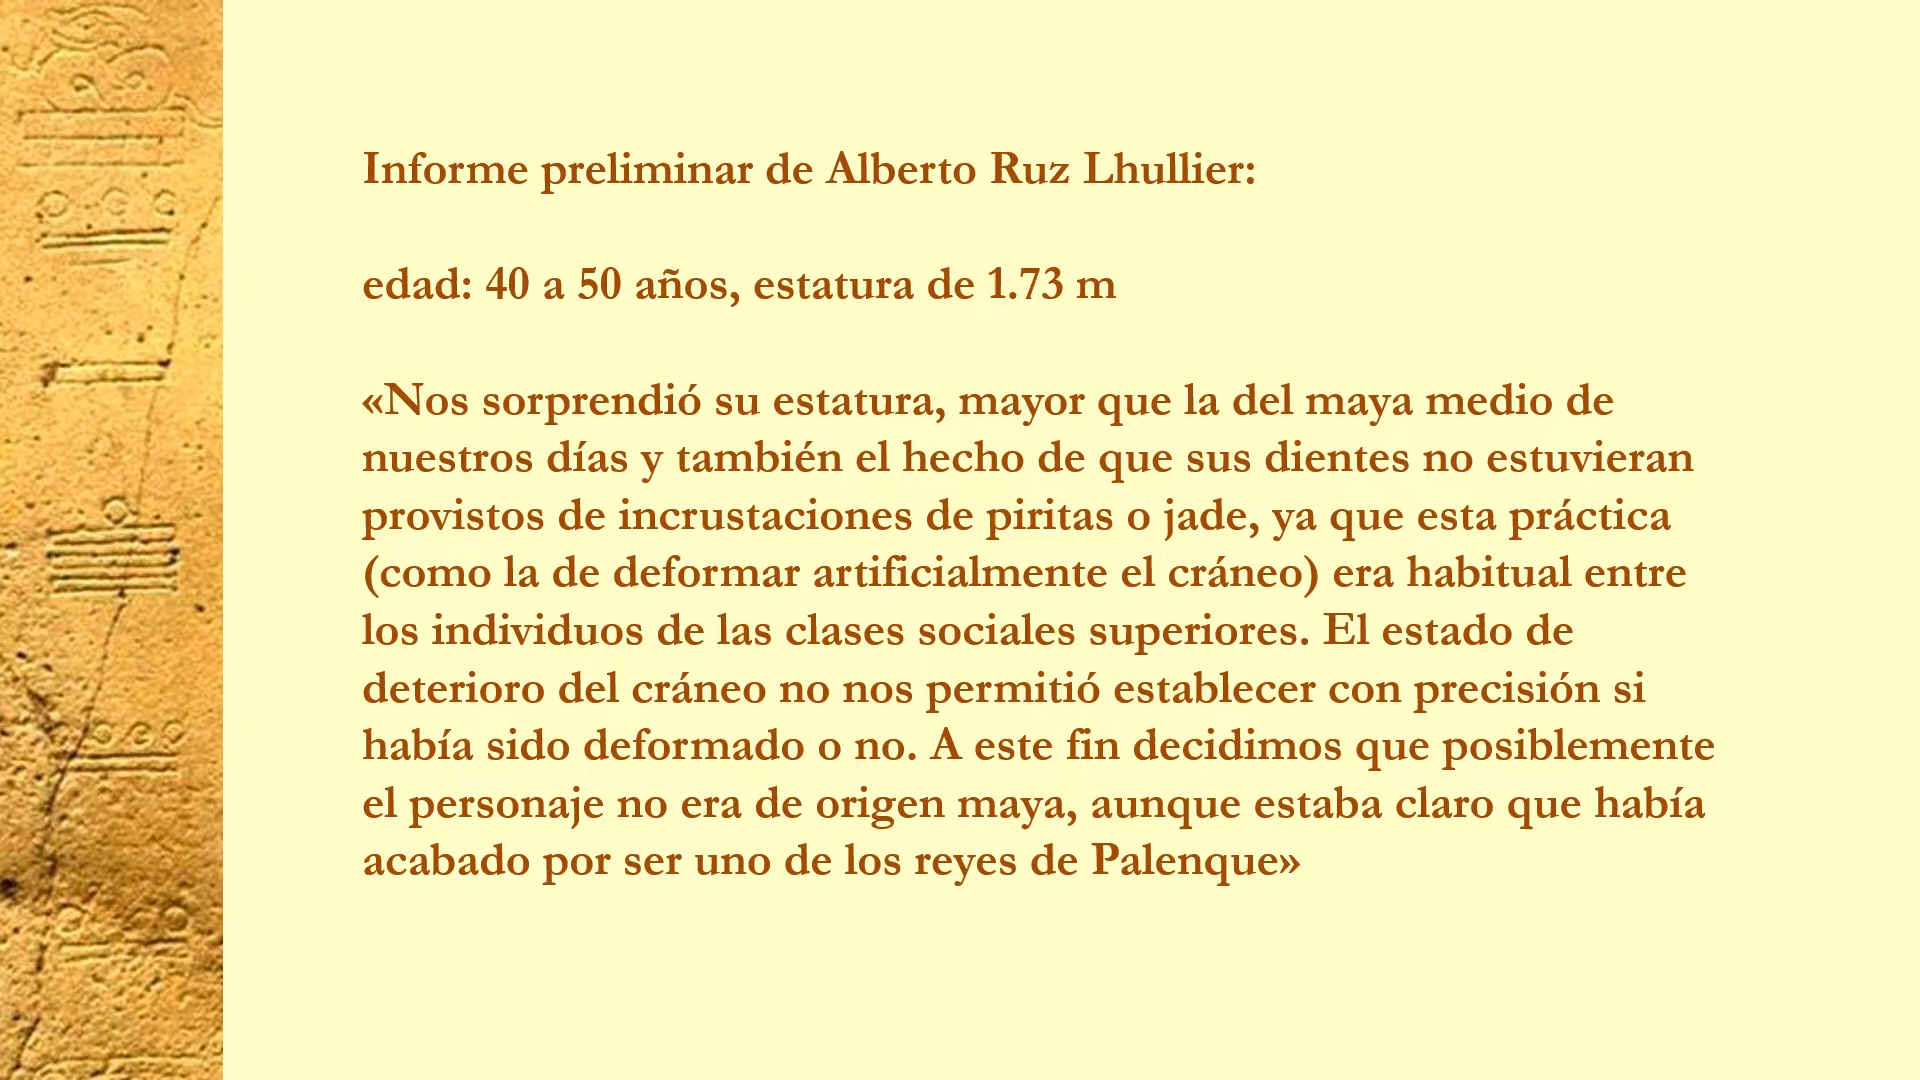 Informe preliminar de Alberto Ruz Lhullier:
edad: 40 a 50 años, estatura de 1.73 m
«Nos sorprendió su estatura, mayor que la del maya medio de
nuestros días y también el hecho de que sus dientes no estuvieran
provistos de incrustaciones de piritas o jade, ya que esta práctica
(como la de deformar artificialmente el cráneo) era habitual entre
los individuos de las clases sociales superiores. El estado de
deterioro del cráneo no nos permitió establecer con precisión si
había sido deformado o no. A este fin decidimos que posiblemente
el personaje no era de origen maya, aunque estaba claro que había
acabado por ser uno de los reyes de Palenque»